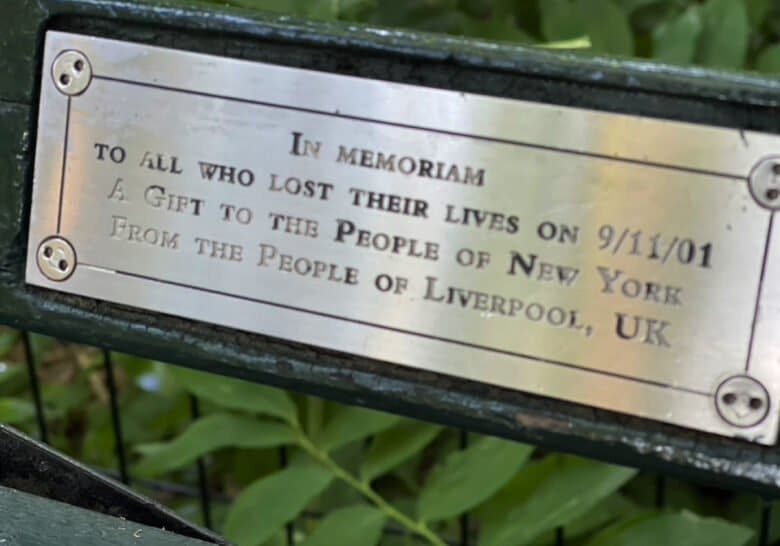 In memoriam
to all who lost their lives on 9/11/01
A Gift to the People of New York
From the People of Liverpool, UK